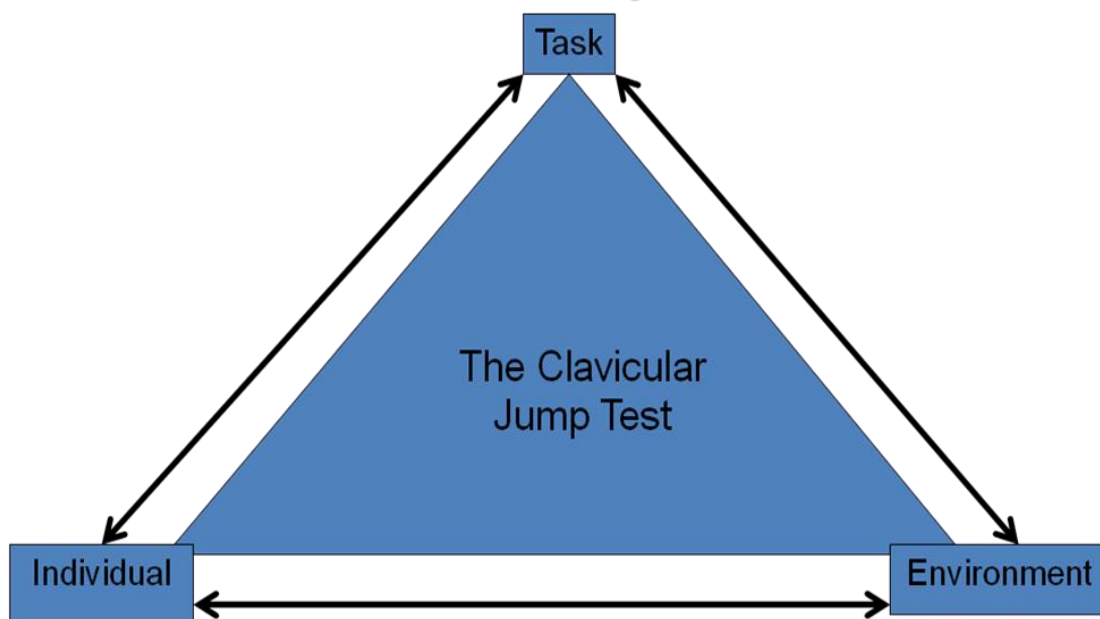 Task
The Clavicular
Jump Test
Individual
Environment